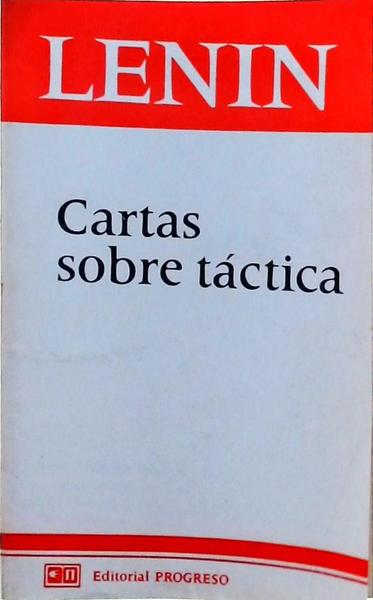 LENIN
Cartas
sobre táctica
Editorial PROGRESO